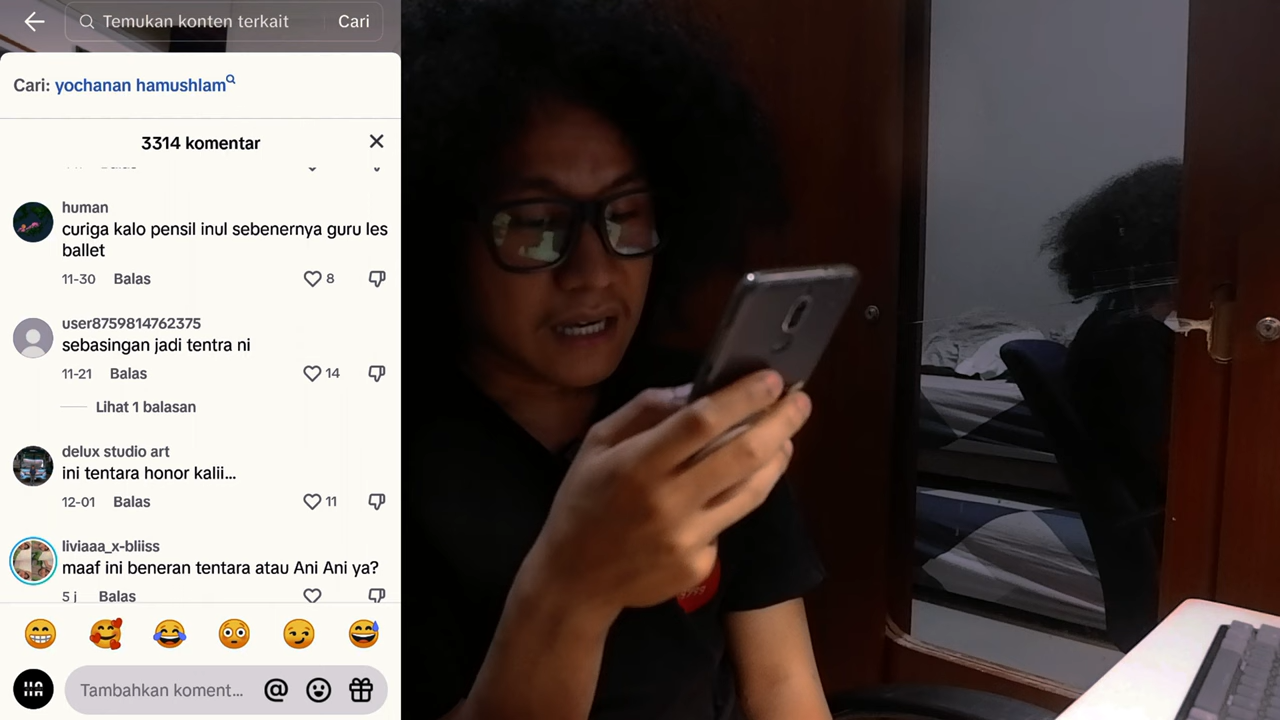 Temukan konten terkait
Cari
Cari: yochanan hamushlam
3314 komentar
human
curiga kalo pensil inul sebenernya guru les
ballet
11-30 Balas 8
user8759814762375
sebasingan jadi tentra ni
11-21 Balas 14
Lihat 1 balasan
delux studio art
ini tentara honor kalii...
12-01 Balas 11
liviaaa_x-bliiss
maaf ini beneran tentara atau Ani Ani ya?
5 j Balas
Tambahkan koment...